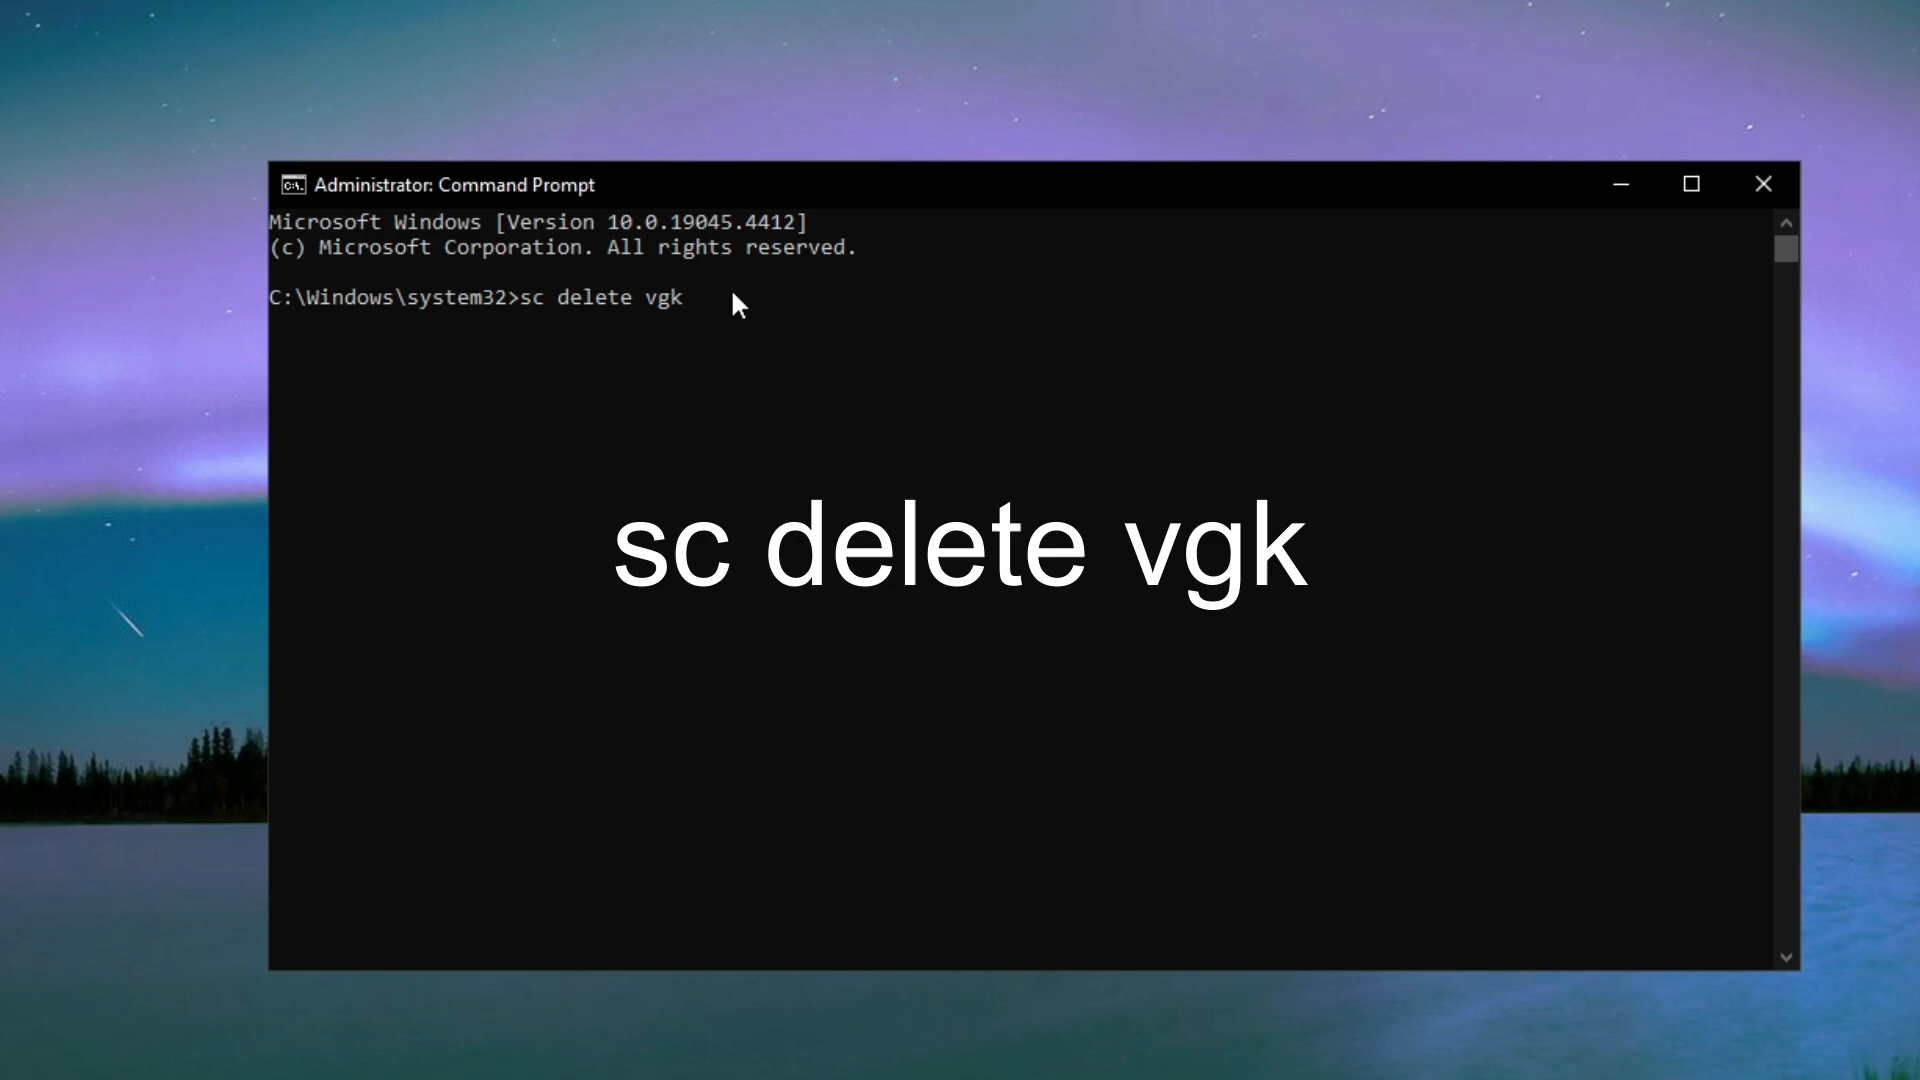 Administrator: Command Prompt
Microsoft Windows [Version 10.0.19045.4412]
(c) Microsoft Corporation. All rights reserved.
C:\Windows\system32>sc delete vgk
sc delete vgk